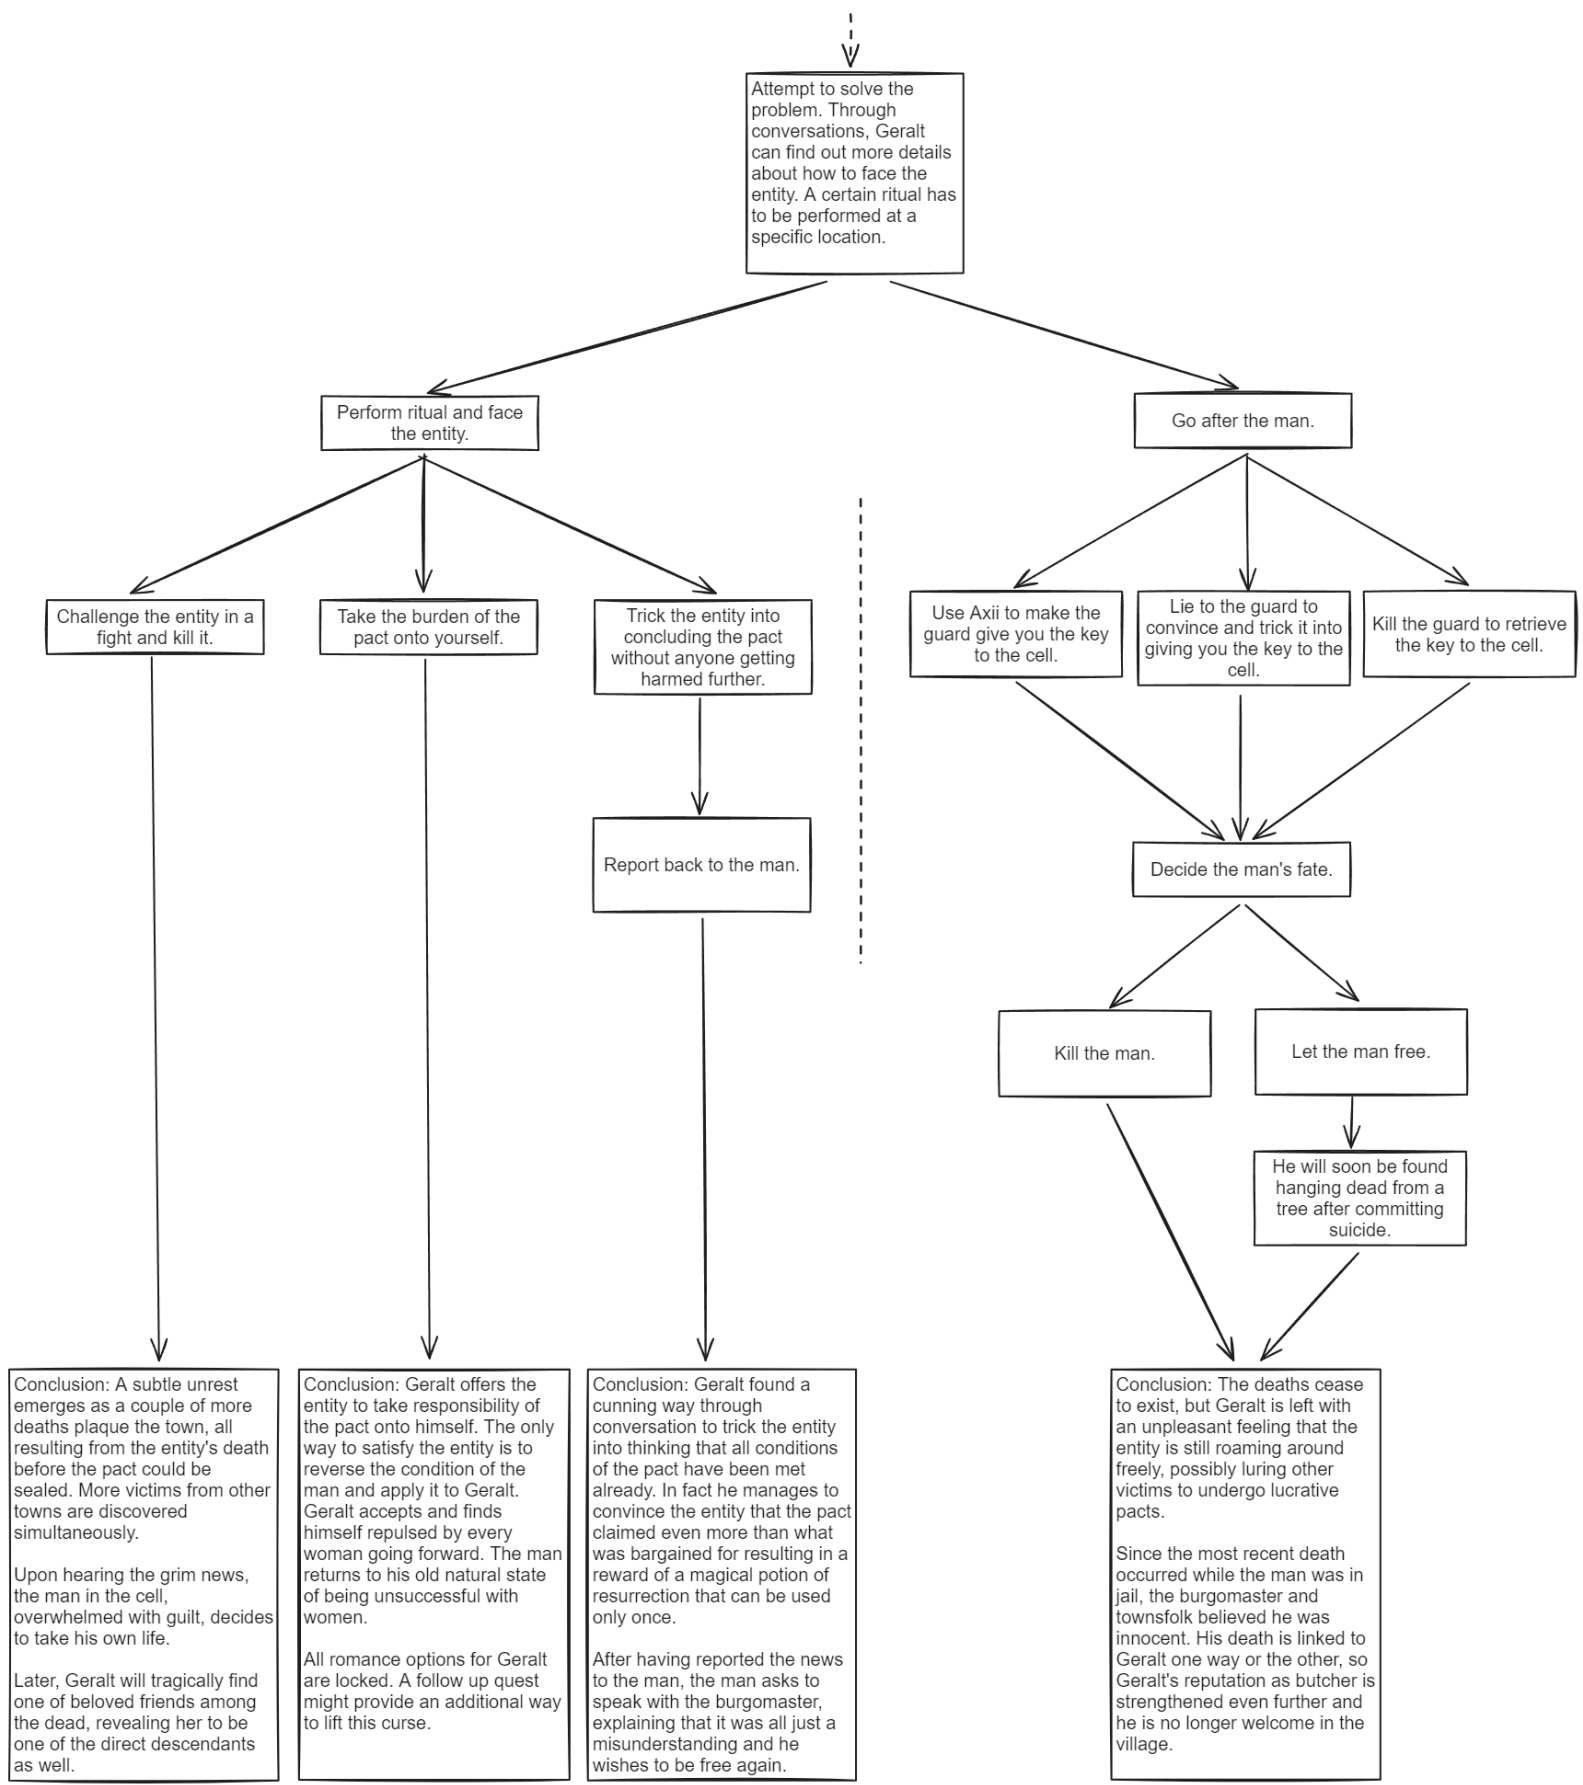 Attempt to solve the
problem. Through
conversations, Geralt
can find out more details
about how to face the
entity. A certain ritual has
to be performed at a
specific location.
Perform ritual and face
the entity.
Go after the man.
Challenge the entity in a
fight and kill it.
Take the burden of the
pact onto yourself.
Trick the entity into
concluding the pact
without anyone getting
harmed further.
Use Axii to make the
guard give you the key
to the cell.
Lie to the guard to
convince and trick it into
giving you the key to the
cell.
Kill the guard to retrieve
the key to the cell.
Report back to the man.
Decide the man's fate.
Kill the man.
Let the man free.
He will soon be found
hanging dead from a
tree after committing
suicide.
Conclusion: A subtle unrest
emerges as a couple of more
deaths plaque the town, all
resulting from the entity's death
before the pact could be
sealed. More victims from other
towns are discovered
simultaneously.
Upon hearing the grim news,
the man in the cell,
overwhelmed with guilt, decides
to take his own life.
Later, Geralt will tragically find
one of beloved friends among
the dead, revealing her to be
one of the direct descendants
as well.
Conclusion: Geralt offers the
entity to take responsibility of
the pact onto himself. The only
way to satisfy the entity is to
reverse the condition of the
man and apply it to Geralt.
Geralt accepts and finds
himself repulsed by every
woman going forward. The man
returns to his old natural state
of being unsuccessful with
women.
All romance options for Geralt
are locked. A follow up quest
might provide an additional way
to lift this curse.
Conclusion: Geralt found a
cunning way through
conversation to trick the entity
into thinking that all conditions
of the pact have been met
already. In fact he manages to
convince the entity that the pact
claimed even more than what
was bargained for resulting in a
reward of a magical potion of
resurrection that can be used
only once.
After having reported the news
to the man, the man asks to
speak with the burgomaster,
explaining that it was all just a
misunderstanding and he
wishes to be free again.
Conclusion: The deaths cease
to exist, but Geralt is left with
an unpleasant feeling that the
entity is still roaming around
freely, possibly luring other
victims to undergo lucrative
pacts.
Since the most recent death
occurred while the man was in
jail, the burgomaster and
townsfolk believed he was
innocent. His death is linked to
Geralt one way or the other, so
Geralt's reputation as butcher is
strengthened even further and
he is no longer welcome in the
village.